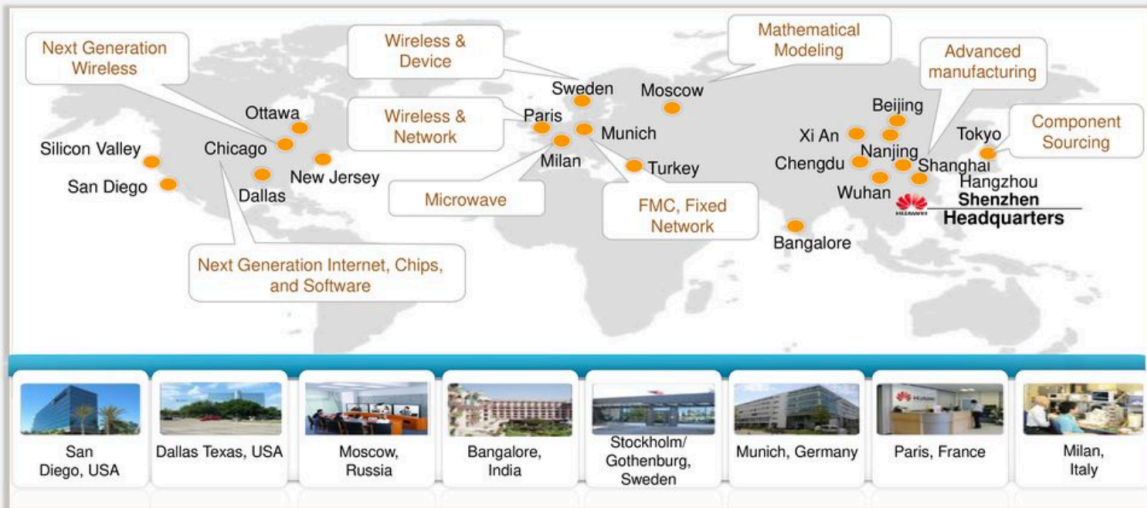 Next Generation
Wireless
Wireless &
Device
Mathematical
Modeling
Advanced
manufacturing
Sweden
Moscow
Beijing
Ottawa
Wireless &
Network
Paris
Munich
Xi An
Tokyo
Component
Sourcing
Silicon Valley
Chicago
Milan
Nanjing
San Diego
New Jersey
Turkey
Chengdu
Shanghai
Dallas
Microwave
FMC, Fixed
Network
Wuhan
Hangzhou
Shenzhen
HUAWEI
Headquarters
Bangalore
Next Generation Internet, Chips,
and Software
San
Diego, USA
Dallas Texas, USA
Moscow,
Russia
Bangalore,
India
Stockholm/
Gothenburg,
Sweden
Munich, Germany
Paris, France
Milan,
Italy